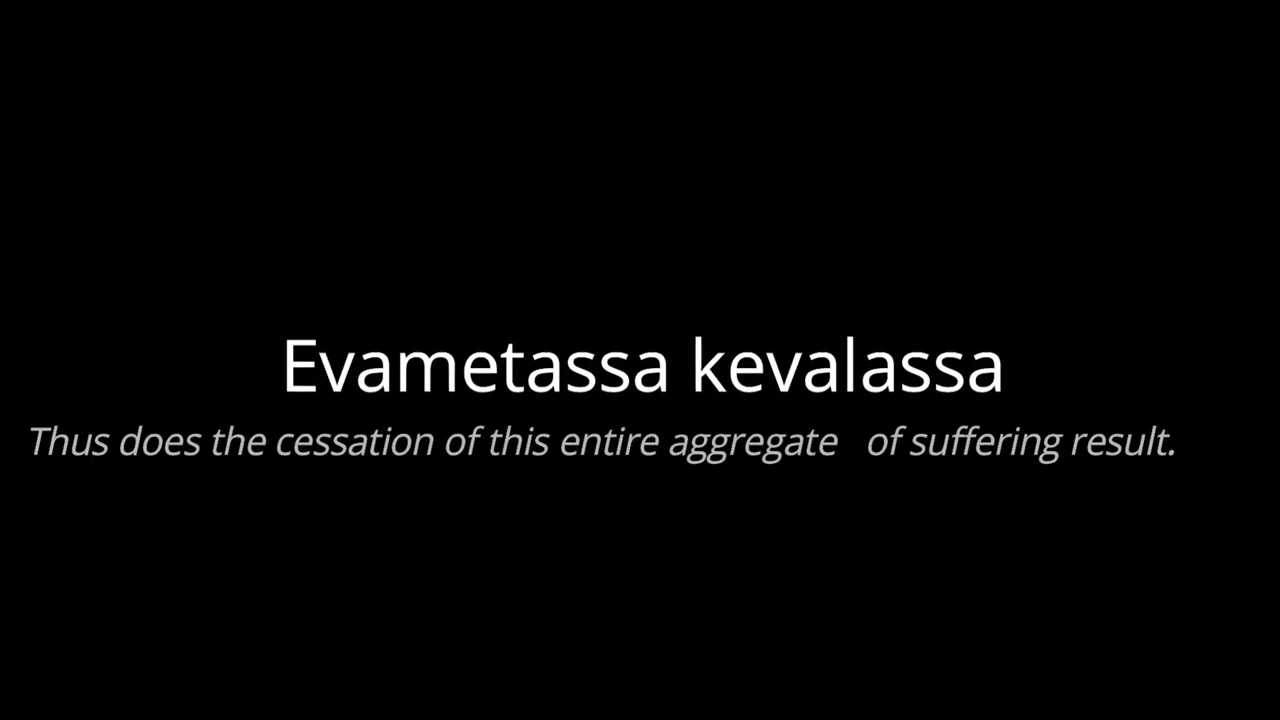 Evametassa kevalassa
Thus does the cessation of this entire aggregate of suffering result.